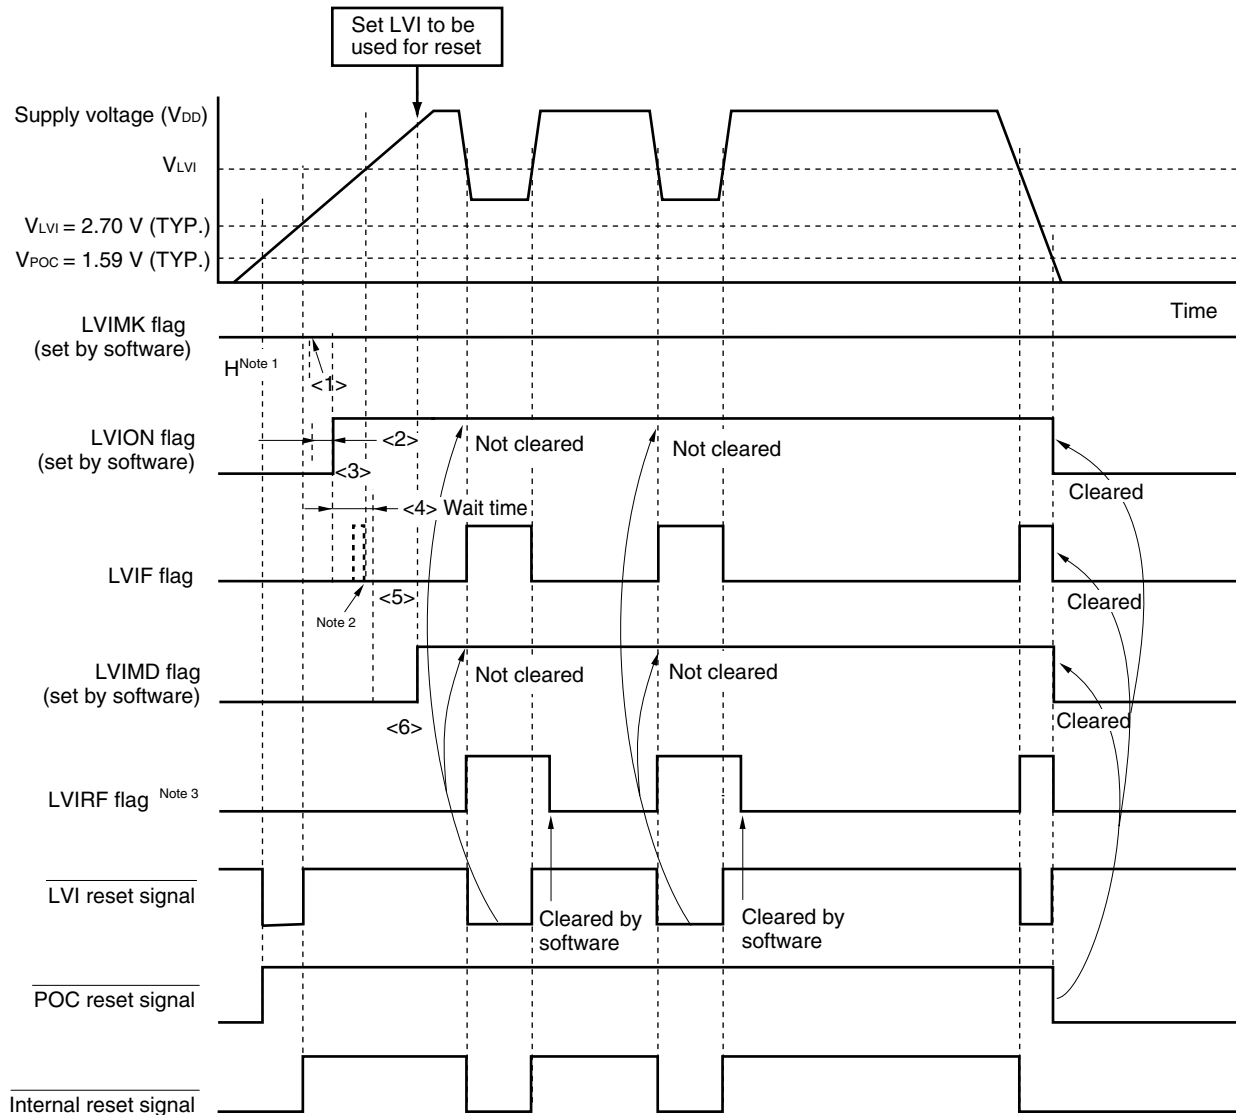 Set LVI to be
used for reset
Supply voltage (VDD)
VLVI
VLVI = 2.70 V (TYP.)
VPOC = 1.59 V (TYP.)
Time
LVIMK flag
(set by software)
H Note 1
<1>
LVION flag
(set by software)
<2>
Not cleared
Not cleared
<3>
Cleared
<4> Wait time
LVIF flag
<5>
Note 2
Cleared
LVIMD flag
(set by software)
Not cleared
Not cleared
<6>
Cleared
LVIRF flag Note 3
LVI reset signal
Cleared by
software
Cleared by
software
POC reset signal
Internal reset signal